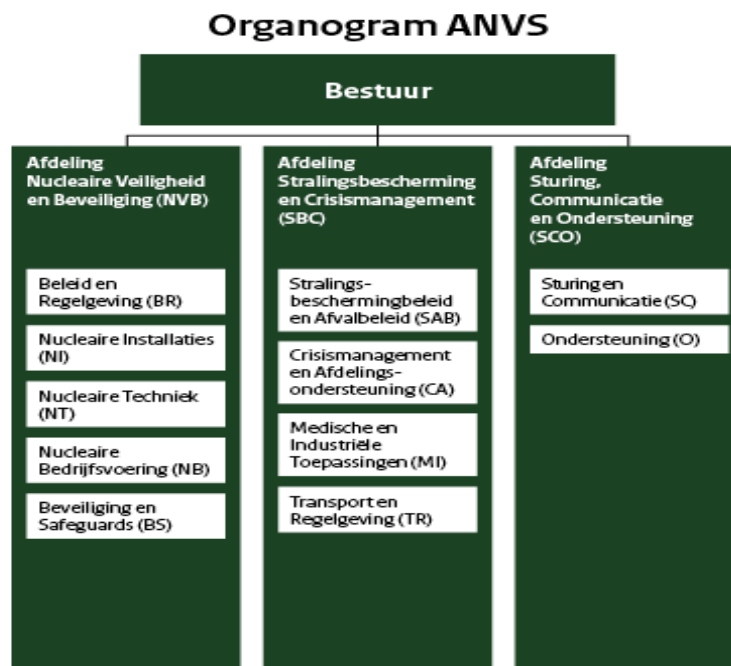 Organogram ANVS
Bestuur
Afdeling
Nucleaire Veiligheid
en Beveiliging (NVB)
Beleid en
Regelgeving (BR)
Nucleaire Installaties
(NI)
Nucleaire Techniek
(NT)
Nucleaire
Bedrijfsvoering (NB)
Beveiliging en
Safeguards (BS)
Afdeling
Stralingsbescherming
en Crisismanagement
(SBC)
Stralings-
beschermingbeleid
en Afvalbeleid (SAB)
Crisismanagement
en Afdelings-
ondersteuning (CA)
Medische en
Industriële
Toepassingen (MI)
Transport en
Regelgeving (TR)
Afdeling
Sturing,
Communicatie
en Ondersteuning
(SCO)
Sturing en
Communicatie (SC)
Ondersteuning (O)